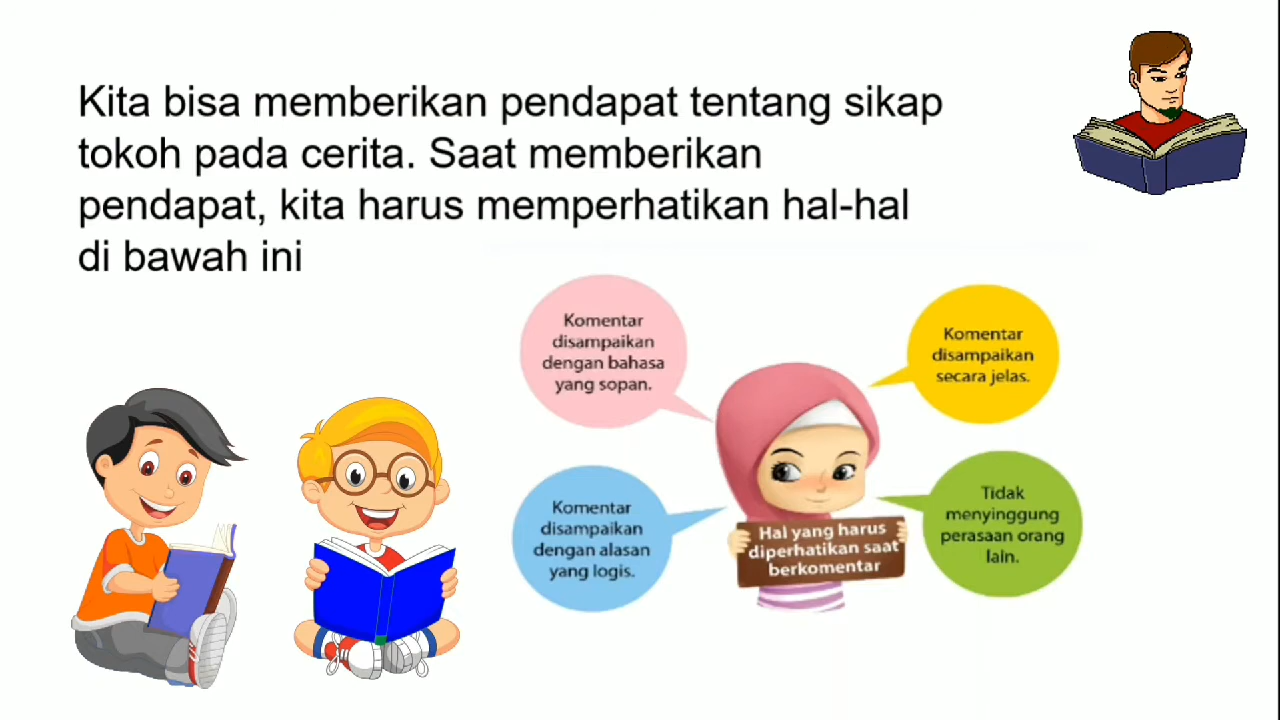 Kita bisa memberikan pendapat tentang sikap
tokoh pada cerita. Saat memberikan
pendapat, kita harus memperhatikan hal-hal
di bawah ini
Komentar
disampaikan
dengan bahasa
yang sopan.
Komentar
disampaikan
secara jelas.
Komentar
disampaikan
dengan alasan
yang logis.
Tidak
menyinggung
perasaan orang
lain.
Hal yang harus
diperhatikan saat
berkomentar